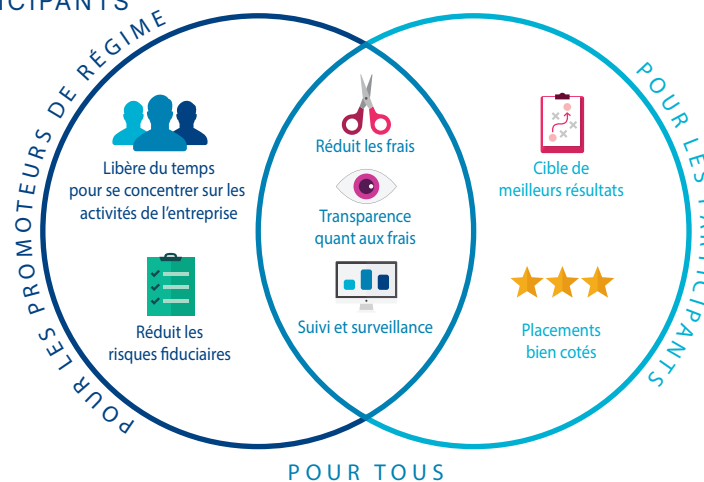 POUR LES PROMOTEURS DE RÉGIME
Libère du temps
pour se concentrer sur les
activités de l'entreprise
Réduit les
risques fiduciaires
Réduit les frais
Transparence
quant aux frais
Suivi et surveillance
POUR LES PARTICIPANTS
Cible de
meilleurs résultats
Placements
bien cotés
POUR TOUS